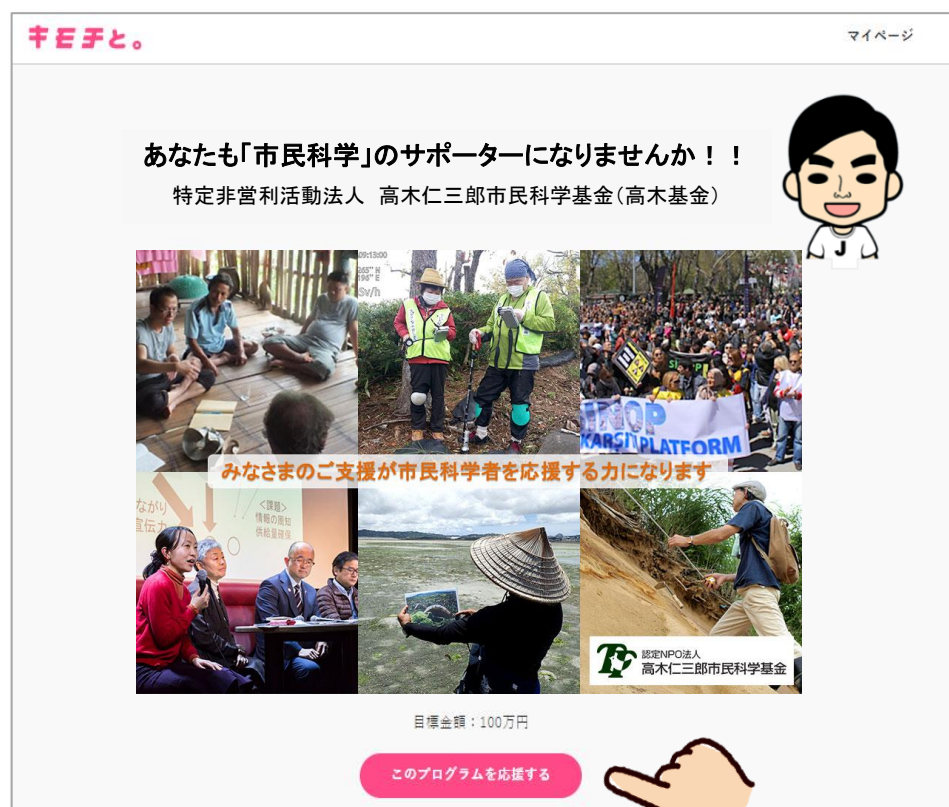 キモチと。
マイページ
あなたも「市民科学」のサポーターになりませんか！！
特定非営利活動法人 高木仁三郎市民科学基金（高木基金）
J
09:13:00
Sv/h
SINOP
KARŞITI PLATFORM
みなさまのご支援が市民科学者を応援する力になります
ながり
宣伝力
＜課題＞
情報の周知
供給量確保
認定NPO法人
高木仁三郎市民科学基金
目標金額：100万円
このプログラムを応援する